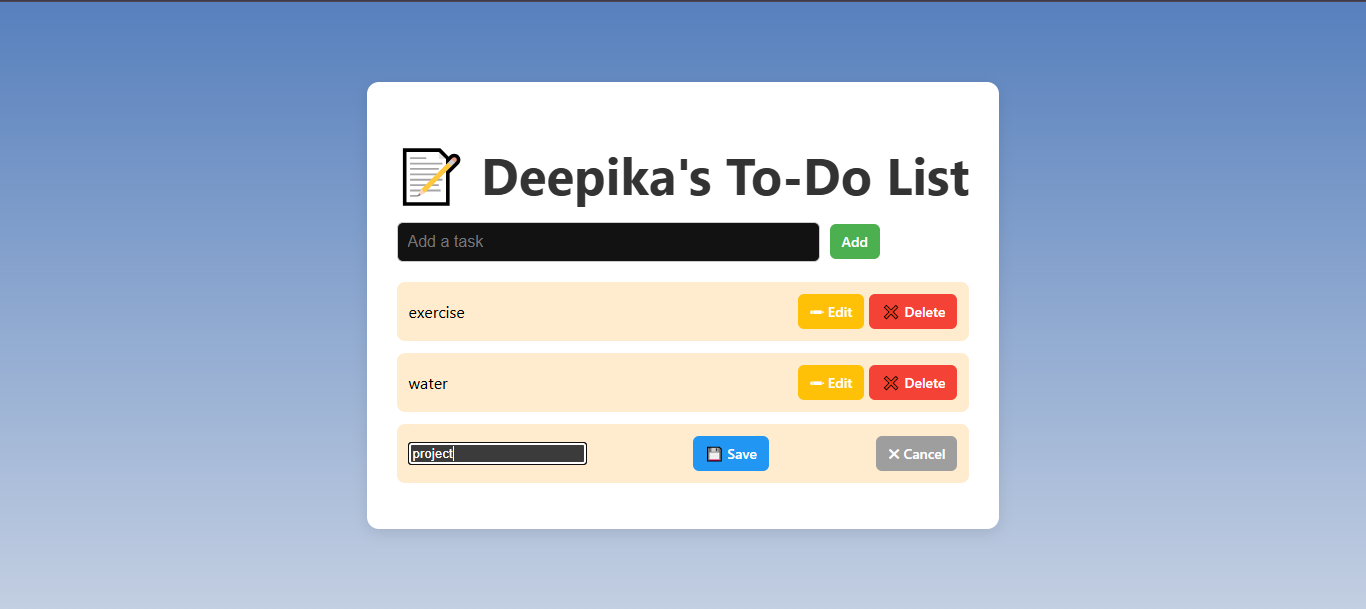 📝 Deepika's To-Do List
Add a task Add
exercise Edit Delete
water Edit Delete
project 💾 Save ✕ Cancel